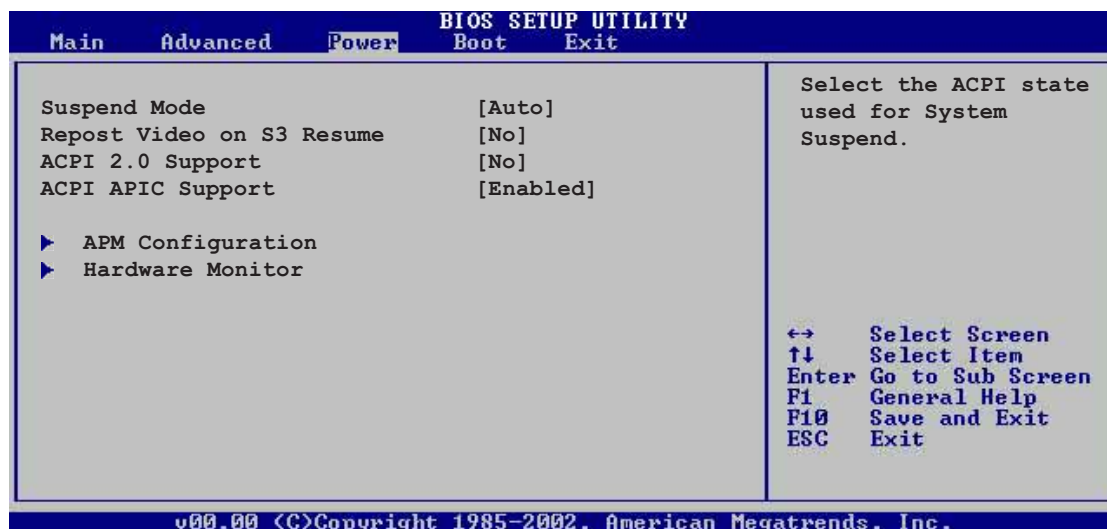 BIOS SETUP UTILITY
Main Advanced Power Boot Exit
Suspend Mode [Auto]
Repost Video on S3 Resume [No]
ACPI 2.0 Support [No]
ACPI APIC Support [Enabled]
APM Configuration
Hardware Monitor
Select the ACPI state
used for System
Suspend.
←→ Select Screen
↑↓ Select Item
Enter Go to Sub Screen
F1 General Help
F10 Save and Exit
ESC Exit
v00.00 (C)Copyright 1985-2002, American Megatrends, Inc.